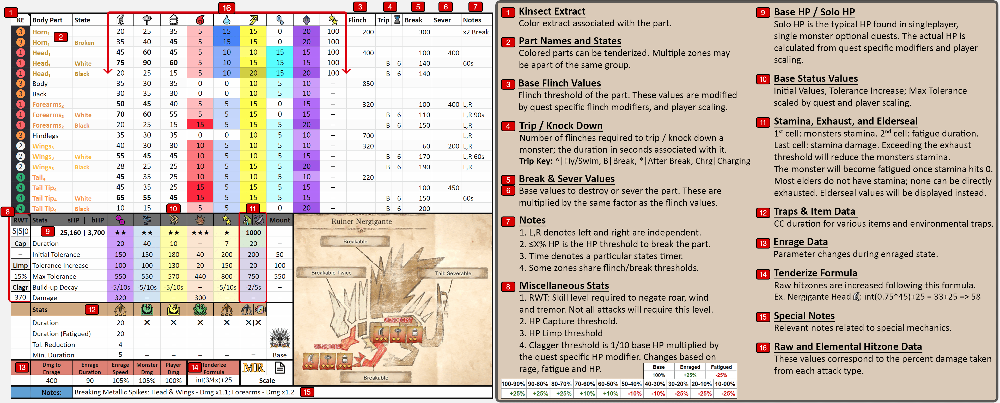 1 16 3 4 5 6 7
KE Body Part State Flinch Trip Break Sever Notes
3 Horn₁ 20 25 35 5 15 15 0 20 100 200 300 x2 Break
2
3 Horn₁ Broken 35 40 45 5 15 15 0 20 100
1 Head₁ 45 60 45 5 10 10 15 15 100 400 100 400
1 Head₁ White 75 90 60 5 10 15 15 15 100 B 6 140 60s
1 Head₁ Black 20 25 15 5 10 20 15 20 100 B 6 140
3 Body 35 30 35 0 0 10 5 10 – 850
3 Back 30 35 30 0 0 10 5 10 –
1 Forearms₂ 50 45 40 5 5 15 0 15 – 320 100 400 L,R
1 Forearms₂ White 70 60 55 5 5 15 0 15 – B 6 110 L,R 90s
1 Forearms₂ Black 20 25 15 15 5 15 5 20 – B 6 150 L,R
3 Hindlegs 35 30 35 0 0 10 5 10 – 700 L,R
2 Wings₃ 40 30 30 10 5 15 5 10 – 320 60 200 L,R
2 Wings₃ White 55 45 45 10 5 15 5 15 – B 6 170 L,R 60s
2 Wings₃ Black 28 25 25 10 5 15 5 20 – B 6 190 L,R
4 Tail₄ 45 35 25 10 5 10 5 10 – 220
4 Tail Tip₄ 45 35 25 15 5 15 5 15 – 100 450
4 Tail Tip₄ White 65 55 45 15 5 15 5 15 – B 6 150 60s
4 Tail Tip₄ Black 10 15 5 5 0 20 – B 6 200
8 10 11
RWT Stats sHP | bHP Mount
5|5|0 9 25,160 | 3,700 ★★ ★★ ★★ ★★★ ★ 1000
Cap Duration 20 40 10 – 7 20 –
– Initial Tolerance 150 150 180 40 200 200 50
Limp Tolerance Increase 100 100 130 20 150 20 100
15% Max Tolerance 550 550 570 440 800 750 550
Clagr Build-up Decay -5/10s -5/10s -5/10s – -5/10s -2/5s –
370 Damage 320 – – 300 – – –
Stats 12
Duration 20 ✕ ✕ ✕ ✕ ✕|✕
Duration (Fatigued) 20 – – – – –
Tol. Reduction 4 – – – – –
Min. Duration 5 – – – – – Base
13 Dmg to Enrage Enrage Duration Enrage Speed Monster Dmg Player Dmg 14 Tenderize Formula MR
400 90 105% 105% 100% int(3/4x)+25 Scale
Notes: Breaking Metallic Spikes: Head & Wings - Dmg x1.1; Forearms - Dmg x1.2 15
Ruiner Nergigante
Breakable
Breakable Twice
Tail: Severable
WEAK POINT
★★★ ★★ ★★
WEAK POINT
★★ ★★★ ★★★
Breakable
1 Kinsect Extract
Color extract associated with the part.
2 Part Names and States
Colored parts can be tenderized. Multiple zones may
be apart of the same group.
3 Base Flinch Values
Flinch threshold of the part. These values are modified
by quest specific flinch modifiers, and player scaling.
4 Trip / Knock Down
Number of flinches required to trip / knock down a
monster; the duration in seconds associated with it.
Trip Key: ^|Fly/Swim, B|Break, *|After Break, Chrg|Charging
5 Break & Sever Values
6 Base values to destroy or sever the part. These are
multiplied by the same factor as the flinch values.
7 Notes
1. L,R denotes left and right are independent.
2. ≤X% HP is the HP threshold to break the part.
3. Time denotes a particular states timer.
4. Some zones share flinch/break thresholds.
8 Miscellaneous Stats
1. RWT: Skill level required to negate roar, wind
and tremor. Not all attacks will require this level.
2. HP Capture threshold.
3. HP Limp threshold
4. Clagger threshold is 1/10 base HP multiplied by
the quest specific HP modifier. Changes based on
rage, fatigue and HP.
Base Enraged Fatigued
100% +25% -25%
100-90% 90-80% 80-70% 70-60% 60-50% 50-40% 40-30% 30-20% 20-10% 10-00%
+25% +25% +25% +10% +10% -10% -10% -25% -25% -25%
9 Base HP / Solo HP
Solo HP is the typical HP found in singleplayer,
single monster optional quests. The actual HP is
calculated from quest specific modifiers and player
scaling.
10 Base Status Values
Initial Values, Tolerance Increase; Max Tolerance
scaled by quest and player scaling.
11 Stamina, Exhaust, and Elderseal
1st cell: monsters stamina. 2nd cell: fatigue duration.
Last cell: stamina damage. Exceeding the exhaust
threshold will reduce the monsters stamina.
The monster will become fatigued once stamina hits 0.
Most elders do not have stamina; none can be directly
exhausted. Elderseal values will be displayed instead.
12 Traps & Item Data
CC duration for various items and environmental traps.
13 Enrage Data
Parameter changes during enraged state.
14 Tenderize Formula
Raw hitzones are increased following this formula.
Ex. Nergigante Head : int(0.75*45)+25 = 33+25 => 58
15 Special Notes
Relevant notes related to special mechanics.
16 Raw and Elemental Hitzone Data
These values correspond to the percent damage taken
from each attack type.